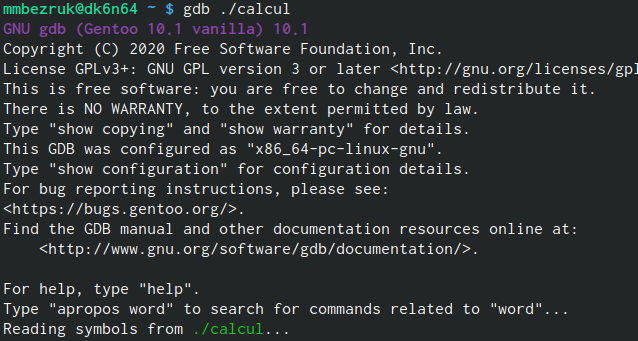 mmbezruk@dk6n64 ~ $ gdb ./calcul
GNU gdb (Gentoo 10.1 vanilla) 10.1
Copyright (C) 2020 Free Software Foundation, Inc.
License GPLv3+: GNU GPL version 3 or later <http://gnu.org/licenses/gpl
This is free software: you are free to change and redistribute it.
There is NO WARRANTY, to the extent permitted by law.
Type "show copying" and "show warranty" for details.
This GDB was configured as "x86_64-pc-linux-gnu".
Type "show configuration" for configuration details.
For bug reporting instructions, please see:
<https://bugs.gentoo.org/>.
Find the GDB manual and other documentation resources online at:
    <http://www.gnu.org/software/gdb/documentation/>.

For help, type "help".
Type "apropos word" to search for commands related to "word"...
Reading symbols from ./calcul...